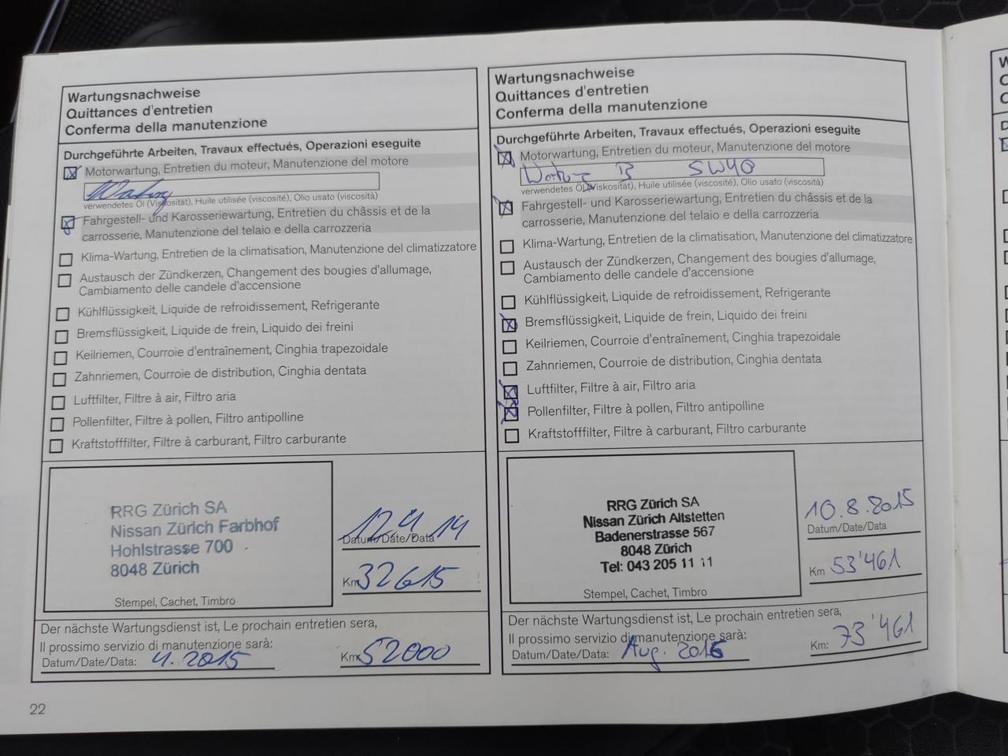 Wartungsnachweise
Quittances d'entretien
Conferma della manutenzione
Durchgeführte Arbeiten, Travaux effectués, Operazioni eseguite
Motorwartung, Entretien du moteur, Manutenzione del motore
verwendetes Öl (Viskosität), Huile utilisée (viscosité), Olio usato (viscosità)
Fahrgestell- und Karosseriewartung, Entretien du châssis et de la
carrosserie, Manutenzione del telaio e della carrozzeria
Klima-Wartung, Entretien de la climatisation, Manutenzione del climatizzatore
Austausch der Zündkerzen, Changement des bougies d'allumage,
Cambiamento delle candele d'accensione
Kühlflüssigkeit, Liquide de refroidissement, Refrigerante
Bremsflüssigkeit, Liquide de frein, Liquido dei freini
Keilriemen, Courroie d'entraînement, Cinghia trapezoidale
Zahnriemen, Courroie de distribution, Cinghia dentata
Luftfilter, Filtre à air, Filtro aria
Pollenfilter, Filtre à pollen, Filtro antipolline
Kraftstofffilter, Filtre à carburant, Filtro carburante
RRG Zürich SA
Nissan Zürich Farbhof
Hohlstrasse 700
8048 Zürich
Stempel, Cachet, Timbro
12.4.14
Datum/Date/Data
Km 32615
Der nächste Wartungsdienst ist, Le prochain entretien sera,
Il prossimo servizio di manutenzione sarà:
Datum/Date/Data: 4.2015
Km 52000
22
Wartungsnachweise
Quittances d'entretien
Conferma della manutenzione
Durchgeführte Arbeiten, Travaux effectués, Operazioni eseguite
Motorwartung, Entretien du moteur, Manutenzione del motore
5W40
verwendetes Öl (Viskosität), Huile utilisée (viscosité), Olio usato (viscosità)
Fahrgestell- und Karosseriewartung, Entretien du châssis et de la
carrosserie, Manutenzione del telaio e della carrozzeria
Klima-Wartung, Entretien de la climatisation, Manutenzione del climatizzatore
Austausch der Zündkerzen, Changement des bougies d'allumage,
Cambiamento delle candele d'accensione
Kühlflüssigkeit, Liquide de refroidissement, Refrigerante
Bremsflüssigkeit, Liquide de frein, Liquido dei freini
Keilriemen, Courroie d'entraînement, Cinghia trapezoidale
Zahnriemen, Courroie de distribution, Cinghia dentata
Luftfilter, Filtre à air, Filtro aria
Pollenfilter, Filtre à pollen, Filtro antipolline
Kraftstofffilter, Filtre à carburant, Filtro carburante
RRG Zürich SA
Nissan Zürich Altstetten
Badenerstrasse 567
8048 Zürich
Tel: 043 205 11 11
Stempel, Cachet, Timbro
10.8.2015
Datum/Date/Data
Km 53'461
Der nächste Wartungsdienst ist, Le prochain entretien sera,
Il prossimo servizio di manutenzione sarà:
Datum/Date/Data: Aug. 2016
Km: 73'461